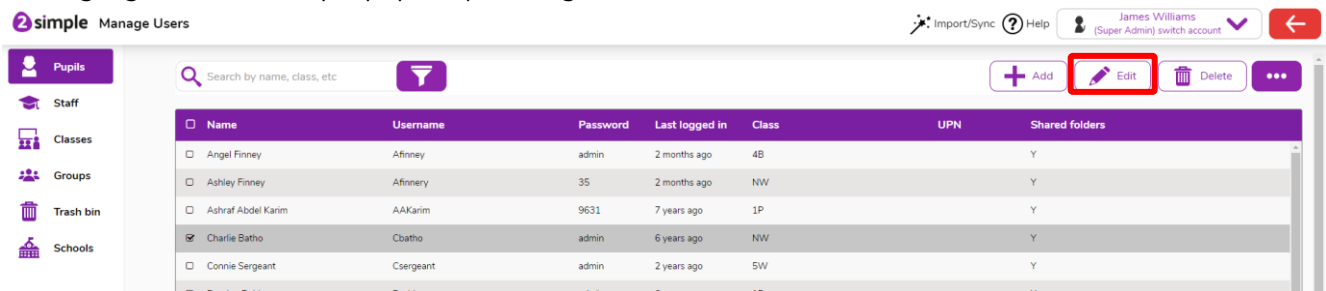 2simple Manage Users Import/Sync ? Help James Williams
(Super Admin) switch account
Pupils Search by name, class, etc Add Edit Delete
Staff
Name Username Password Last logged in Class UPN Shared folders
Classes
Angel Finney Afinney admin 2 months ago 4B Y
Groups
Ashley Finney Afinnery 35 2 months ago NW Y
Trash bin
Ashraf Abdel Karim AAKarim 9631 7 years ago 1P Y
Schools
Charlie Batho Cbatho admin 6 years ago NW Y
Connie Sergeant Csergeant admin 2 years ago 5W Y